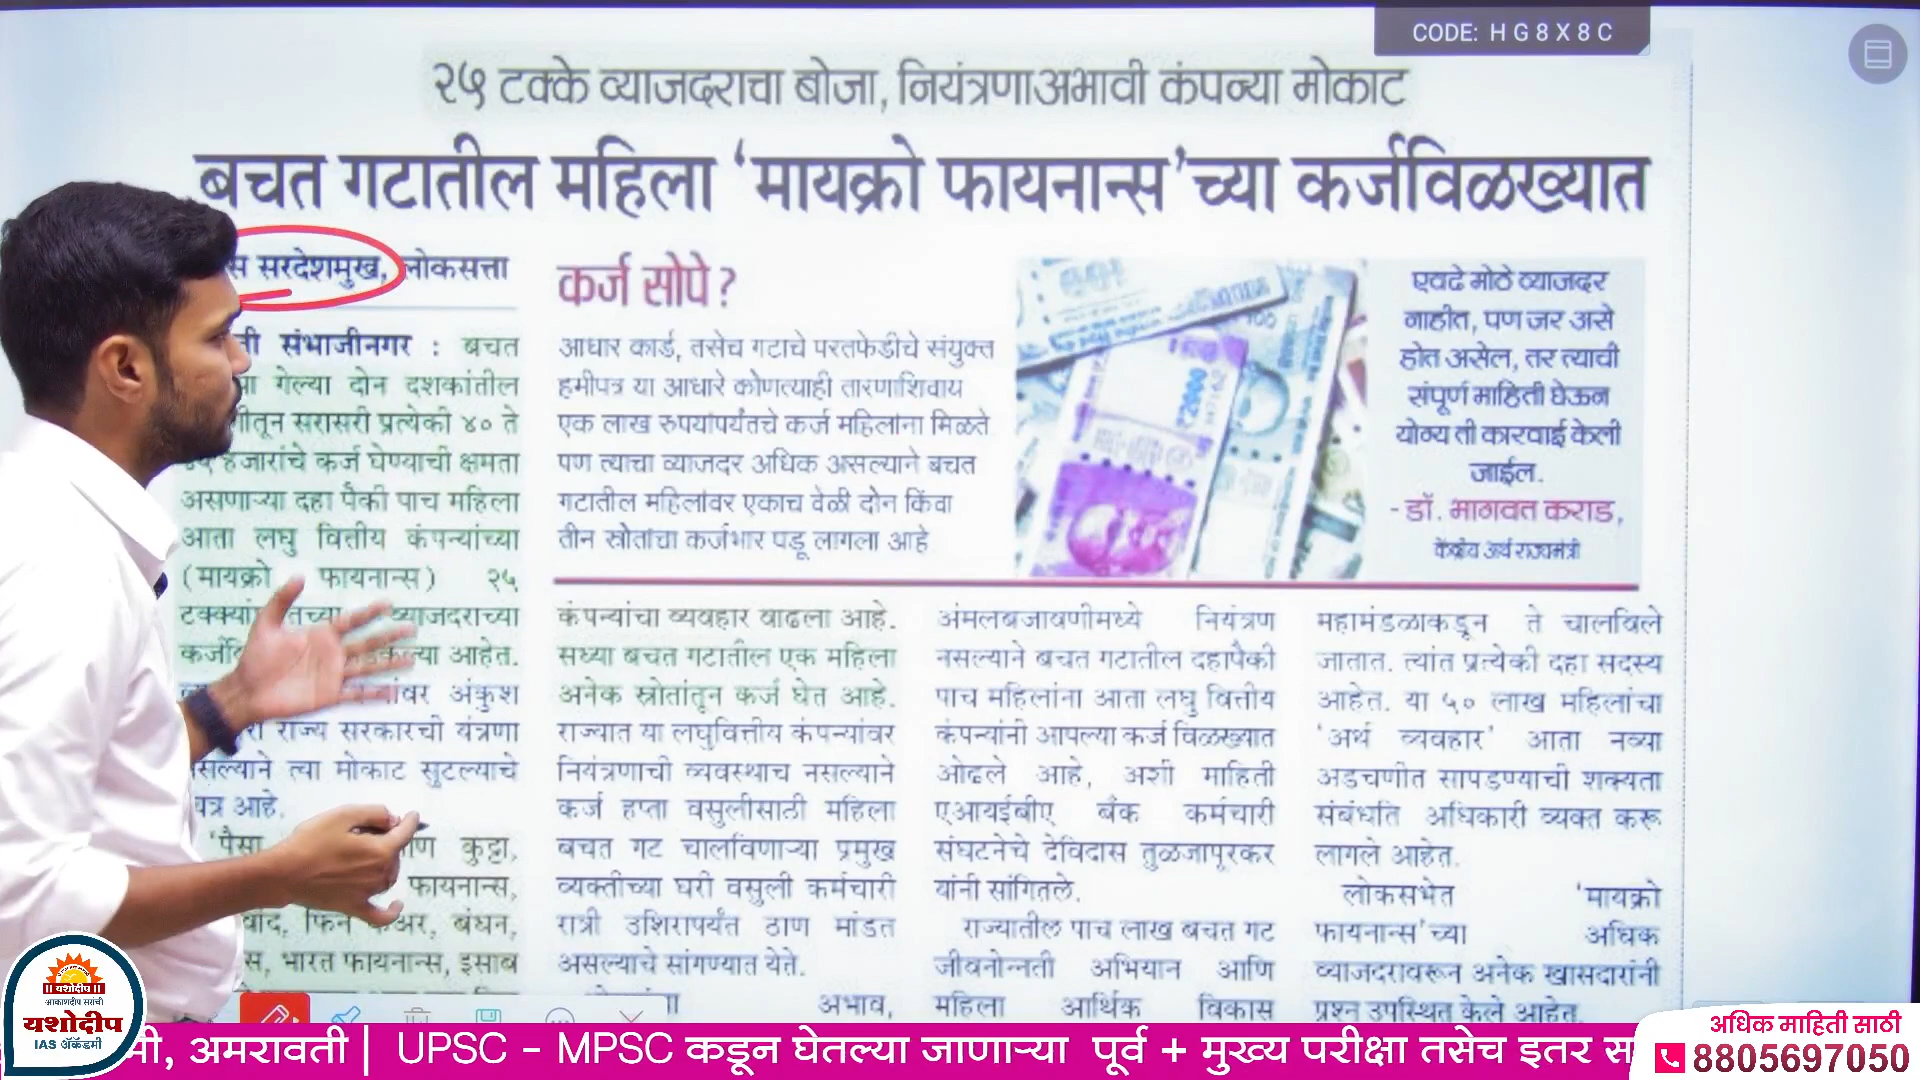 CODE: HG8X8C
२५ टक्के व्याजदराचा बोजा, नियंत्रणाअभावी कंपन्या मोकाट
बचत गटातील महिला ‘मायक्रो फायनान्स’च्या कर्जविळख्यात
सरदेशमुख, लोकसत्ता
संभाजीनगर : बचत
गेल्या दोन दशकांतील
सरासरी प्रत्येकी ४० ते
हजारांचे कर्ज घेण्याची क्षमता
असणाऱ्या दहा पैकी पाच महिला
आता लघु वित्तीय कंपन्यांच्या
(मायक्रो फायनान्स) २५
व्याजदराच्या
आहेत.
अंकुश
राज्य सरकारची यंत्रणा
त्या मोकाट सुटल्याचे
आहे.
‘पैसा कुट्टा,
फायनान्स,
बंधन,
भारत फायनान्स, इसाब
कर्ज सोपे?
आधार कार्ड, तसेच गटाचे परतफेडीचे संयुक्त
हमीपत्र या आधारे कोणत्याही तारणाशिवाय
एक लाख रुपयांपर्यंतचे कर्ज महिलांना मिळते
पण त्याचा व्याजदर अधिक असल्याने बचत
गटातील महिलांवर एकाच वेळी दोन किंवा
तीन स्रोतांचा कर्जभार पडू लागला आहे
एवढे मोठे व्याजदर
नाहीत, पण जर असे
होत असेल, तर त्याची
संपूर्ण माहिती घेऊन
योग्य ती कारवाई केली
जाईल.
- डॉ. भागवत कराड,
केंद्रीय अर्थ राज्यमंत्री
कंपन्यांचा व्यवहार वाढला आहे.
सध्या बचत गटातील एक महिला
अनेक स्रोतांतून कर्ज घेत आहे.
राज्यात या लघुवित्तीय कंपन्यांवर
नियंत्रणाची व्यवस्थाच नसल्याने
कर्ज हप्ता वसुलीसाठी महिला
बचत गट चालविणाऱ्या प्रमुख
व्यक्तीच्या घरी वसुली कर्मचारी
रात्री उशिरापर्यंत ठाण मांडत
असल्याचे सांगण्यात येते.
अभाव,
अंमलबजावणीमध्ये नियंत्रण
नसल्याने बचत गटातील दहापैकी
पाच महिलांना आता लघु वित्तीय
कंपन्यांनी आपल्या कर्ज विळख्यात
ओढले आहे, अशी माहिती
एआयईबीए बँक कर्मचारी
संघटनेचे देविदास तुळजापूरकर
यांनी सांगितले.
राज्यातील पाच लाख बचत गट
जीवनोन्नती अभियान आणि
महिला आर्थिक विकास
महामंडळाकडून ते चालविले
जातात. त्यांत प्रत्येकी दहा सदस्य
आहेत. या ५० लाख महिलांचा
‘अर्थ व्यवहार’ आता नव्या
अडचणीत सापडण्याची शक्यता
संबंधित अधिकारी व्यक्त करू
लागले आहेत.
लोकसभेत ‘मायक्रो
फायनान्स’च्या अधिक
व्याजदरावरून अनेक खासदारांनी
प्रश्न उपस्थित केले आहेत.
॥ यशोदीप ॥
आकाशदीप सरांची
यशोदीप
IAS ॲकॅडमी
मी, अमरावती | UPSC - MPSC कडून घेतल्या जाणाऱ्या पूर्व + मुख्य परीक्षा तसेच इतर स
अधिक माहिती साठी
8805697050